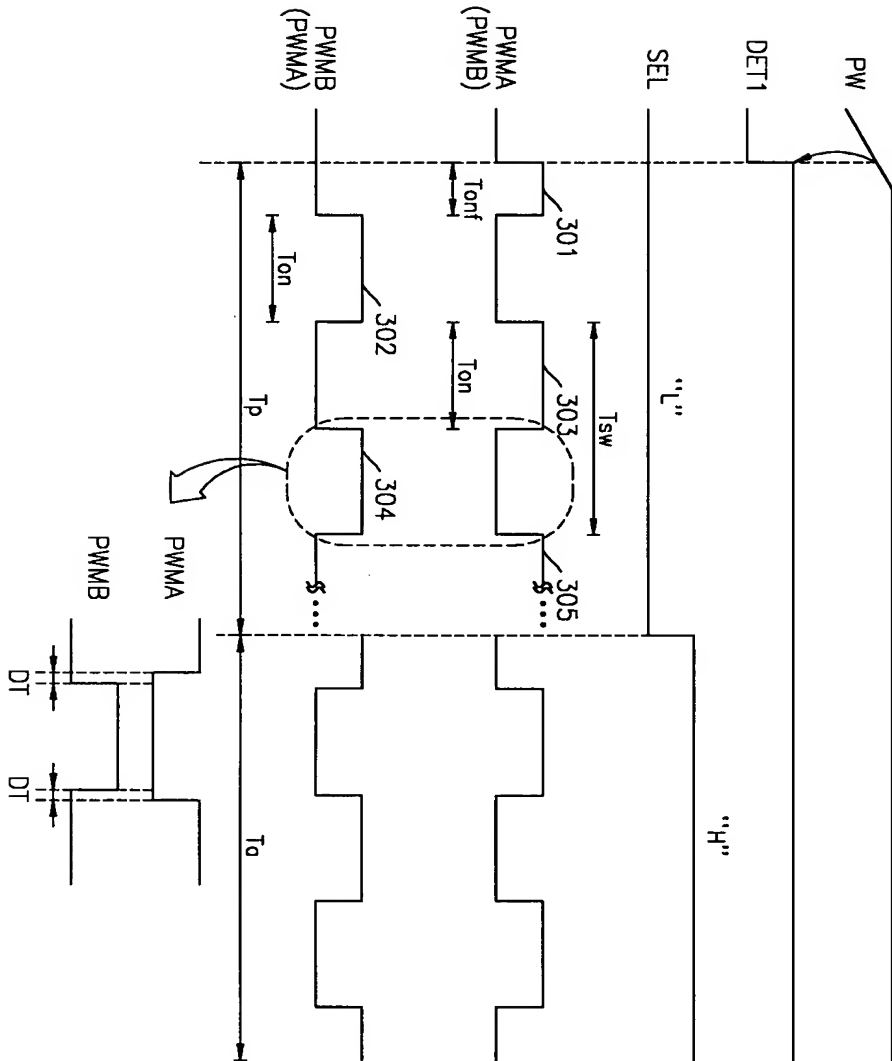 PW
DET1
SEL
"L"
"H"
Tsw
PWMA
(PWMB)
301
303
305
Tonf
Ton
PWMB
(PWMA)
302
304
Ton
Tp
Ta
PWMA
PWMB
DT
DT